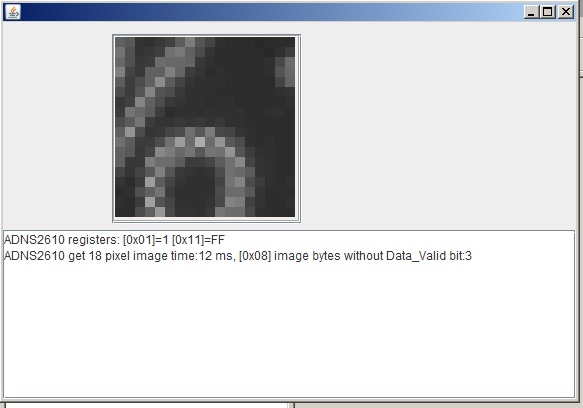 ADNS2610 registers: [0x01]=1 [0x11]=FF
ADNS2610 get 18 pixel image time:12 ms, [0x08] image bytes without Data_Valid bit:3